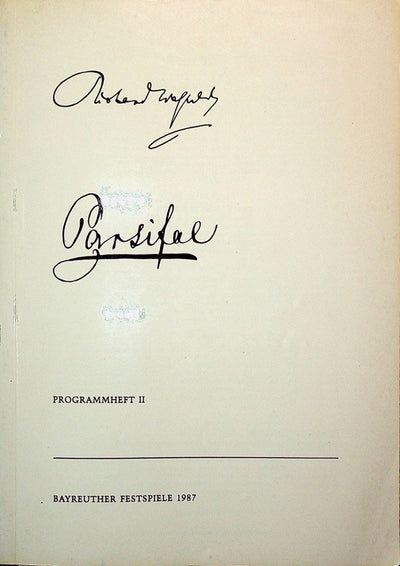 Richard Wagner
Parsifal
PROGRAMMHEFT II
BAYREUTHER FESTSPIELE 1987